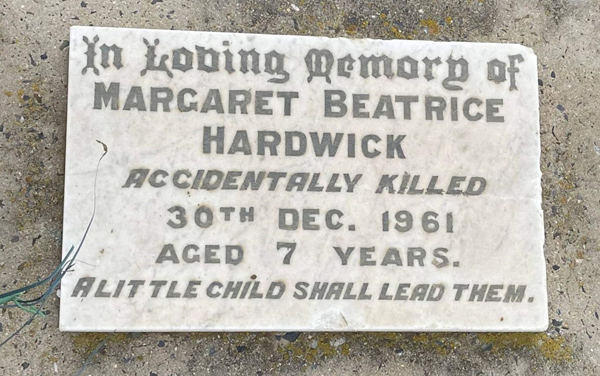 In Loving Memory of
MARGARET BEATRICE
HARDWICK
ACCIDENTALLY KILLED
30TH DEC. 1961
AGED 7 YEARS.
A LITTLE CHILD SHALL LEAD THEM.